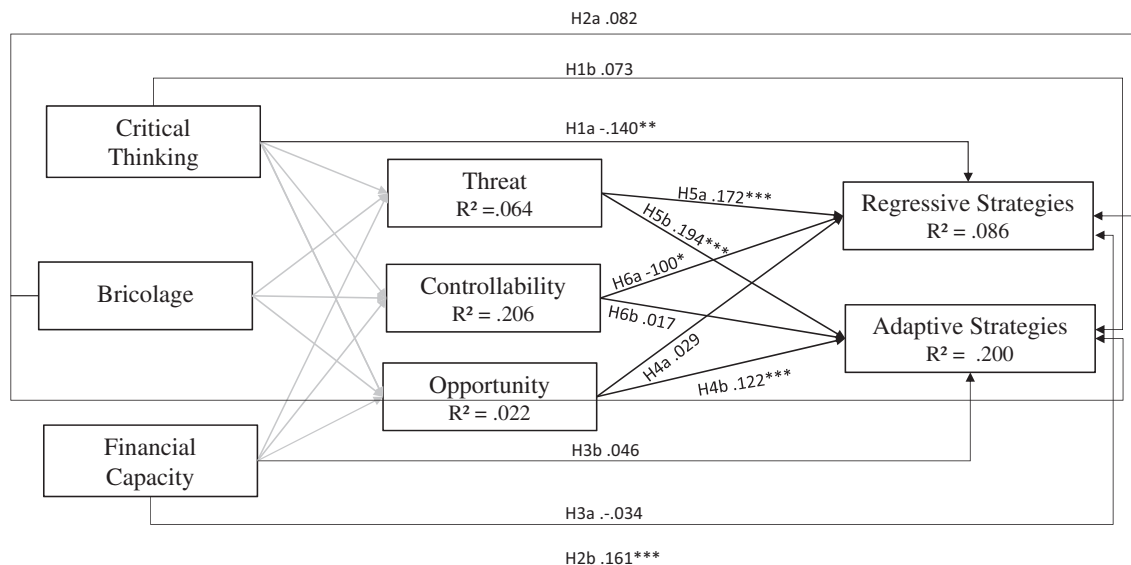 H2a .082
H1b .073
Critical
Thinking
H1a -.140**
Threat
R² =.064
H5a .172***
H5b .194***
Regressive Strategies
R² = .086
Bricolage
Controllability
R² = .206
H6a -100*
H6b .017
H4a .029
Adaptive Strategies
R² =  .200
Opportunity
R² = .022
H4b .122***
Financial
Capacity
H3b .046
H3a .-.034
H2b .161***